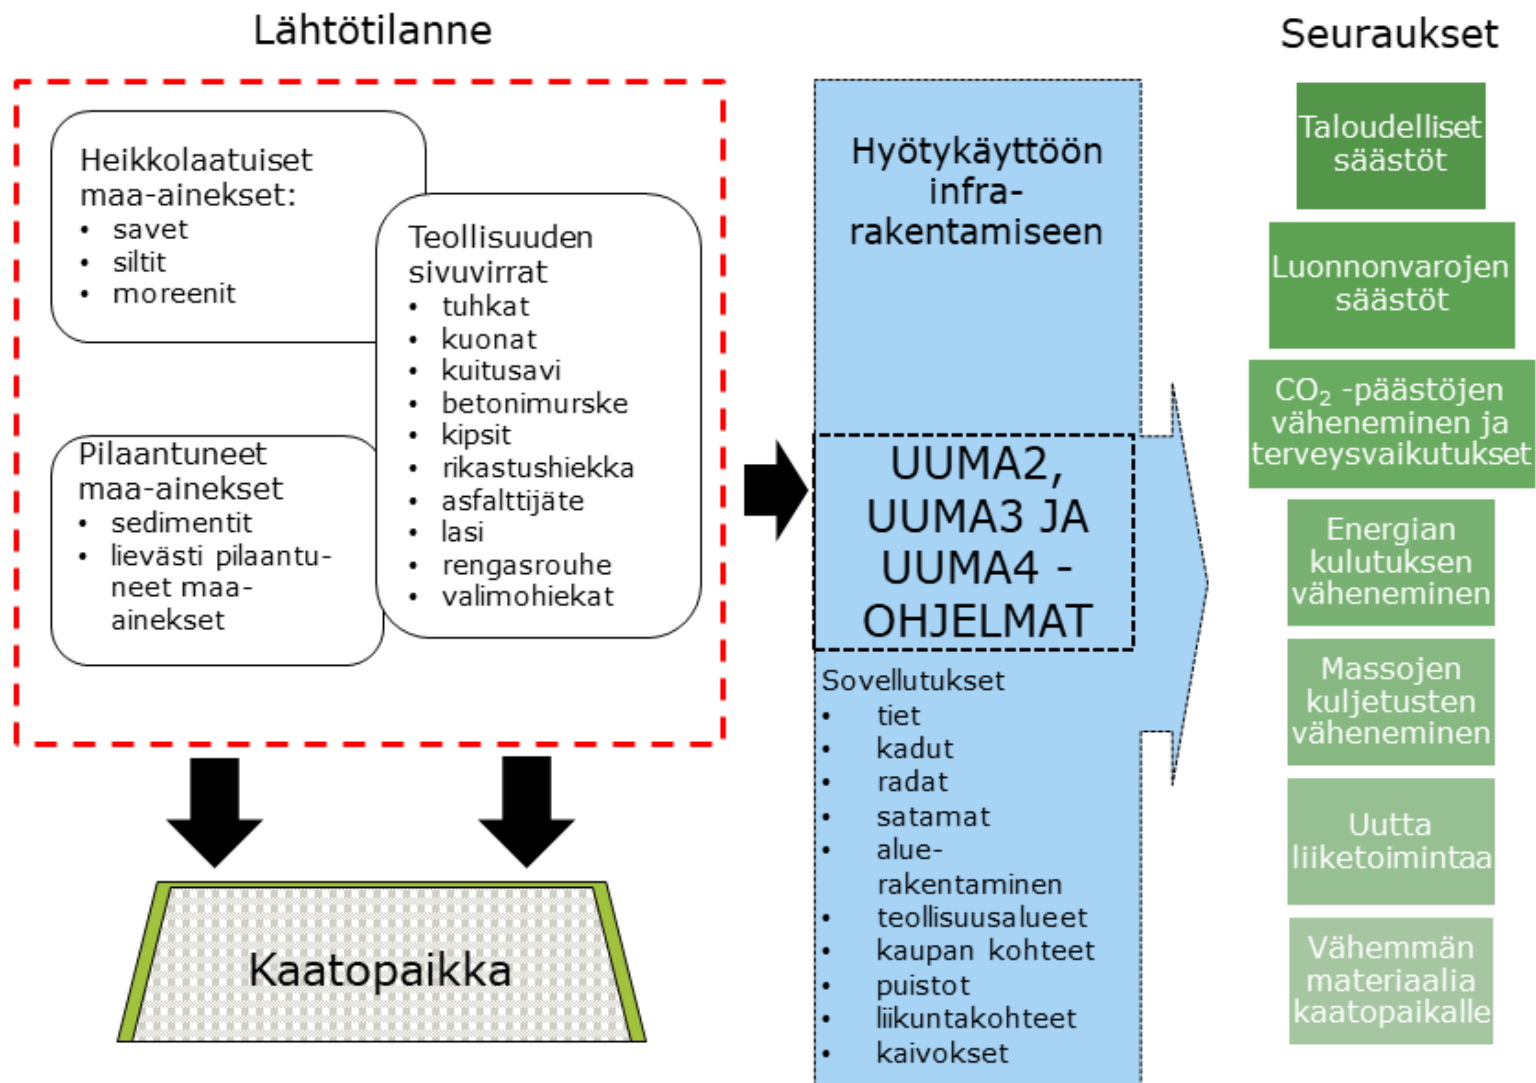 Lähtötilanne
Heikkolaatuiset
maa-ainekset:
• savet
• siltit
• moreenit
Teollisuuden
sivuvirrat
• tuhkat
• kuonat
• kuitusavi
• betonimurske
• kipsit
• rikastushiekka
• asfalttijäte
• lasi
• rengasrouhe
• valimohiekat
Pilaantuneet
maa-ainekset
• sedimentit
• lievästi pilaantu-
neet maa-
ainekset
Kaatopaikka
Hyötykäyttöön
infra-
rakentamiseen
UUMA2,
UUMA3 JA
UUMA4 -
OHJELMAT
Sovellutukset
• tiet
• kadut
• radat
• satamat
• alue-
rakentaminen
• teollisuusalueet
• kaupan kohteet
• puistot
• liikuntakohteet
• kaivokset
Seuraukset
Taloudelliset
säästöt
Luonnonvarojen
säästöt
CO₂ -päästöjen
väheneminen ja
terveysvaikutukset
Energian
kulutuksen
väheneminen
Massojen
kuljetusten
väheneminen
Uutta
liiketoimintaa
Vähemmän
materiaalia
kaatopaikalle